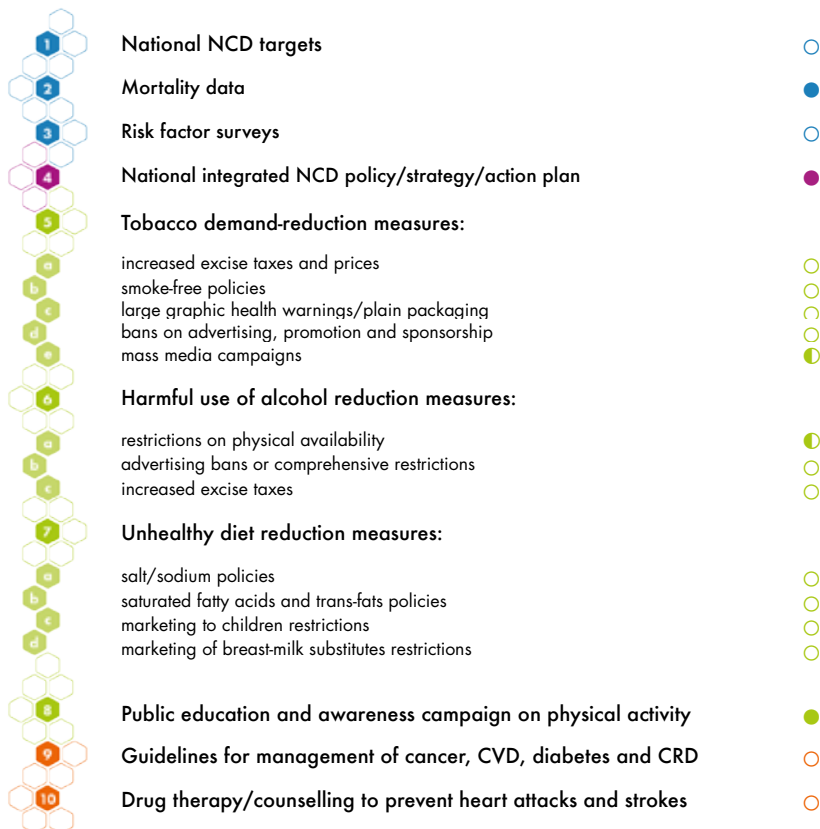 1 National NCD targets
2 Mortality data
3 Risk factor surveys
4 National integrated NCD policy/strategy/action plan
5 Tobacco demand-reduction measures:
a increased excise taxes and prices
b smoke-free policies
c large graphic health warnings/plain packaging
d bans on advertising, promotion and sponsorship
e mass media campaigns
6 Harmful use of alcohol reduction measures:
a restrictions on physical availability
b advertising bans or comprehensive restrictions
c increased excise taxes
7 Unhealthy diet reduction measures:
a salt/sodium policies
b saturated fatty acids and trans-fats policies
c marketing to children restrictions
d marketing of breast-milk substitutes restrictions
8 Public education and awareness campaign on physical activity
9 Guidelines for management of cancer, CVD, diabetes and CRD
10 Drug therapy/counselling to prevent heart attacks and strokes